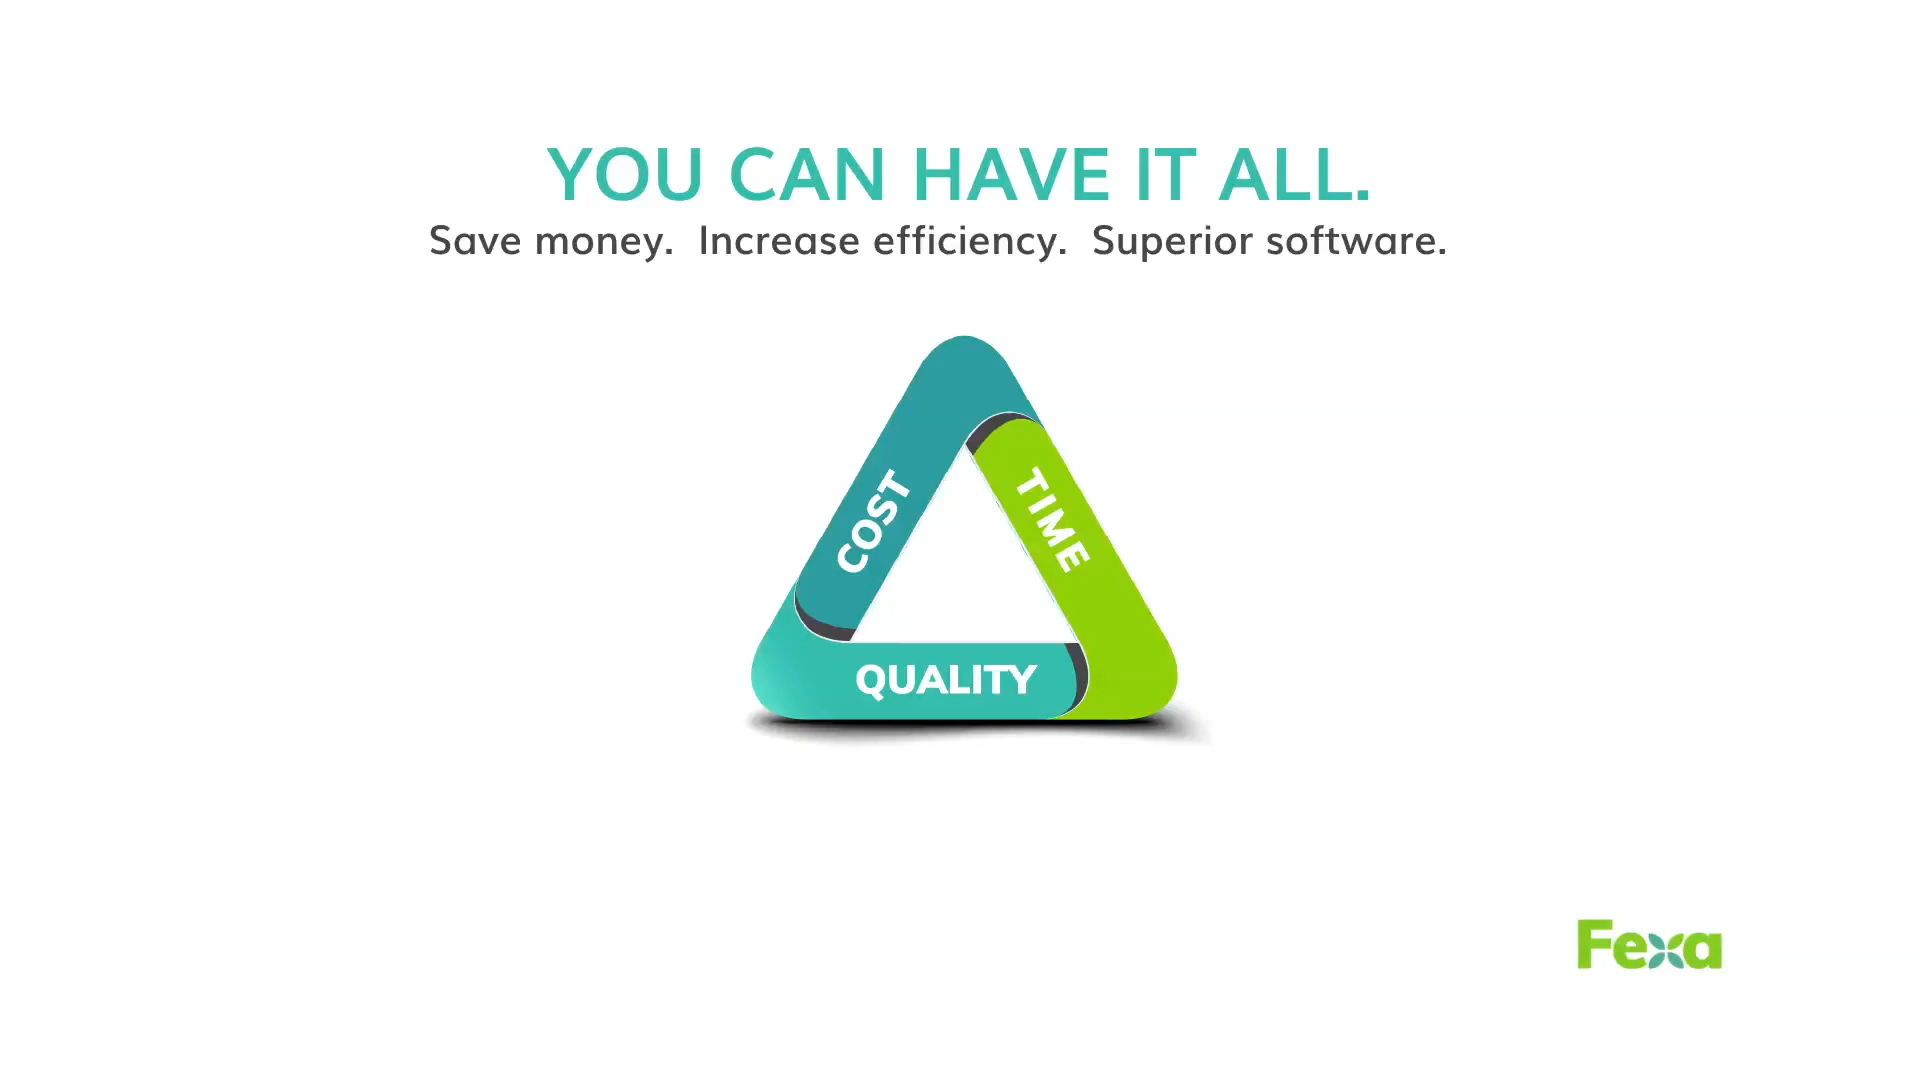 YOU CAN HAVE IT ALL.
Save money. Increase efficiency. Superior software.
COST
TIME
QUALITY
Fexa